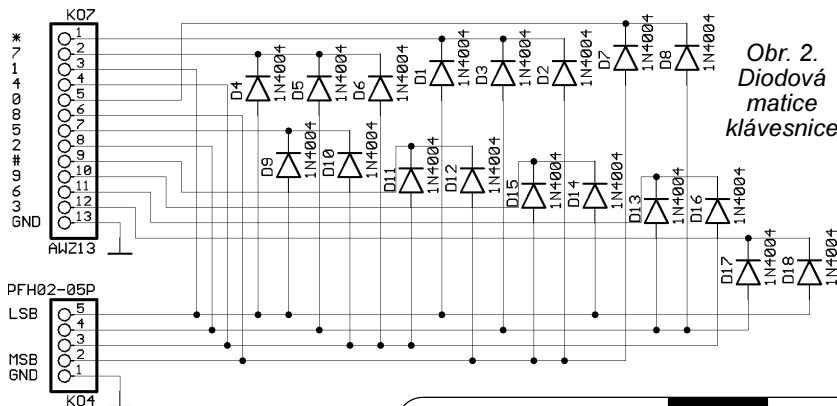 K07
* 1
7 2
1 3
4 4
0 5
8 6
5 7
2 8
# 9
9 10
6 11
3 12
GND 13
AWZ13
D4 1N4004
D5 1N4004
D6 1N4004
D1 1N4004
D3 1N4004
D2 1N4004
D7 1N4004
D8 1N4004
D9 1N4004
D10 1N4004
D11 1N4004
D12 1N4004
D15 1N4004
D14 1N4004
D13 1N4004
D16 1N4004
D17 1N4004
D18 1N4004
Obr. 2.
Diodová
matice
klávesnice
PFH02-05P
LSB 5
4
3
MSB 2
GND 1
K04